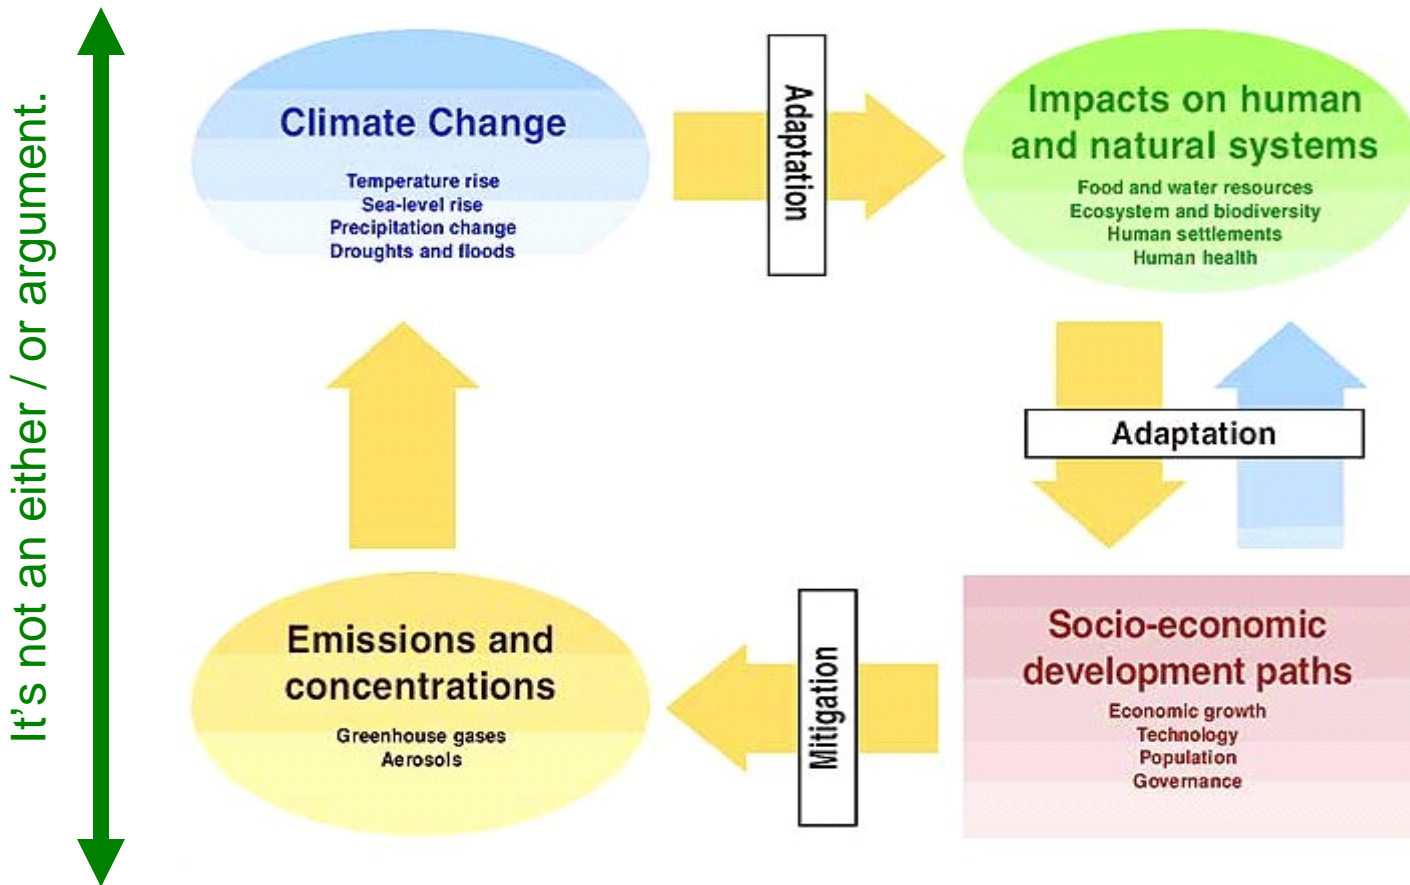 It's not an either / or argument.
Climate Change
Temperature rise
Sea-level rise
Precipitation change
Droughts and floods
Adaptation
Impacts on human
and natural systems
Food and water resources
Ecosystem and biodiversity
Human settlements
Human health
Adaptation
Emissions and
concentrations
Greenhouse gases
Aerosols
Mitigation
Socio-economic
development paths
Economic growth
Technology
Population
Governance